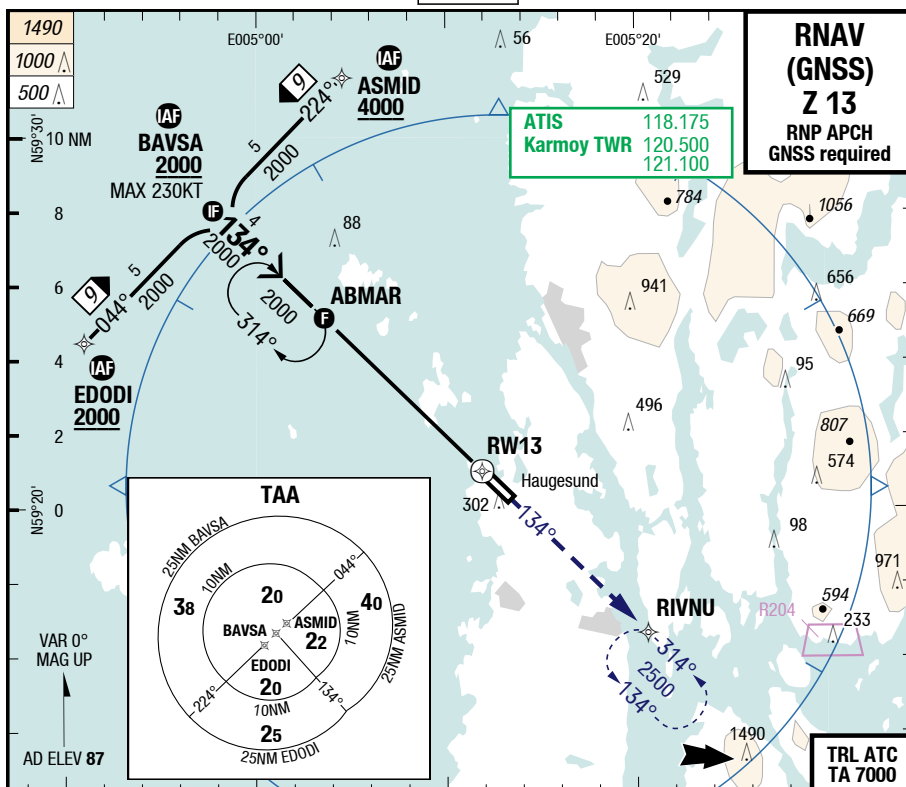 1490
1000
500
N59°30'
10 NM
8
6
4
2
0
N59°20'
E005°00'
E005°20'
56
529
RNAV
(GNSS)
Z 13
RNP APCH
GNSS required
ATIS 118.175
Karmoy TWR 120.500
121.100
IAF
ASMID
4000
9
224°
5
2000
IAF
BAVSA
2000
MAX 230KT
IF
4
134°
2000
88
784
1056
9
044°
5
2000
IAF
EDODI
2000
2000
314°
ABMAR
F
941
656
669
95
496
807
574
RW13
Haugesund
302
134°
98
971
RIVNU
R204
594
233
314°
2500
134°
1490
TAA
25NM BAVSA
10NM
38
20
044°
40
BAVSA
ASMID
22
10NM
25NM ASMID
EDODI
20
224°
134°
10NM
25
25NM EDODI
VAR 0°
MAG UP
AD ELEV 87
TRL ATC
TA 7000